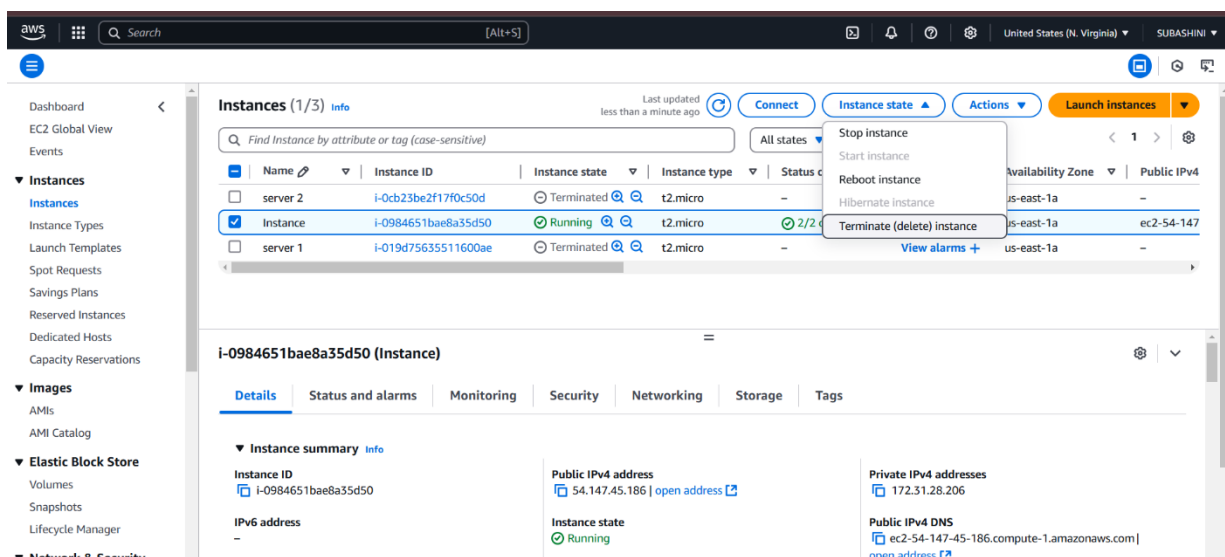 aws Search [Alt+S] United States (N. Virginia) SUBASHINI
Dashboard
EC2 Global View
Events
Instances
Instances
Instance Types
Launch Templates
Spot Requests
Savings Plans
Reserved Instances
Dedicated Hosts
Capacity Reservations
Images
AMIs
AMI Catalog
Elastic Block Store
Volumes
Snapshots
Lifecycle Manager
Network & Security
Instances (1/3) Info
Last updated
less than a minute ago
Connect Instance state Actions Launch instances
Find Instance by attribute or tag (case-sensitive) All states 1
Stop instance
Start instance
Reboot instance
Hibernate instance
Terminate (delete) instance
Name Instance ID Instance state Instance type Status c Availability Zone Public IPv4
server 2 i-0cb23be2f17f0c50d Terminated t2.micro – us-east-1a –
Instance i-0984651bae8a35d50 Running t2.micro 2/2 c us-east-1a ec2-54-147
server 1 i-019d75635511600ae Terminated t2.micro – View alarms + us-east-1a –
i-0984651bae8a35d50 (Instance)
Details Status and alarms Monitoring Security Networking Storage Tags
Instance summary Info
Instance ID
i-0984651bae8a35d50
Public IPv4 address
54.147.45.186 | open address
Private IPv4 addresses
172.31.28.206
IPv6 address
–
Instance state
Running
Public IPv4 DNS
ec2-54-147-45-186.compute-1.amazonaws.com |
open address